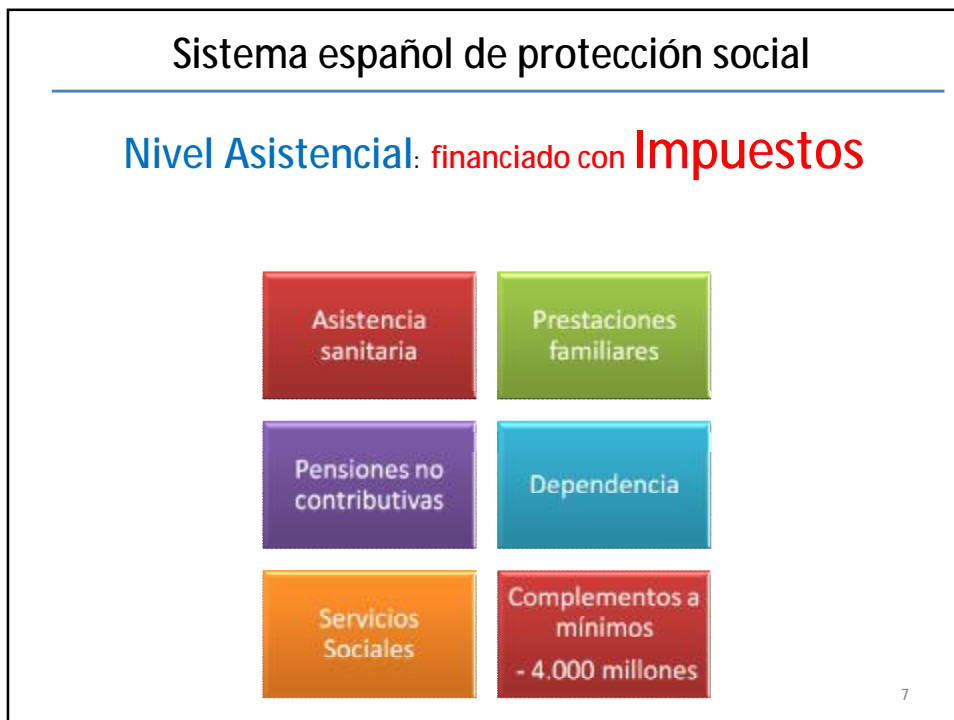 Sistema español de protección social
Nivel Asistencial: financiado con Impuestos
Asistencia
sanitaria
Prestaciones
familiares
Pensiones no
contributivas
Dependencia
Servicios
Sociales
Complementos a
mínimos
- 4.000 millones
7